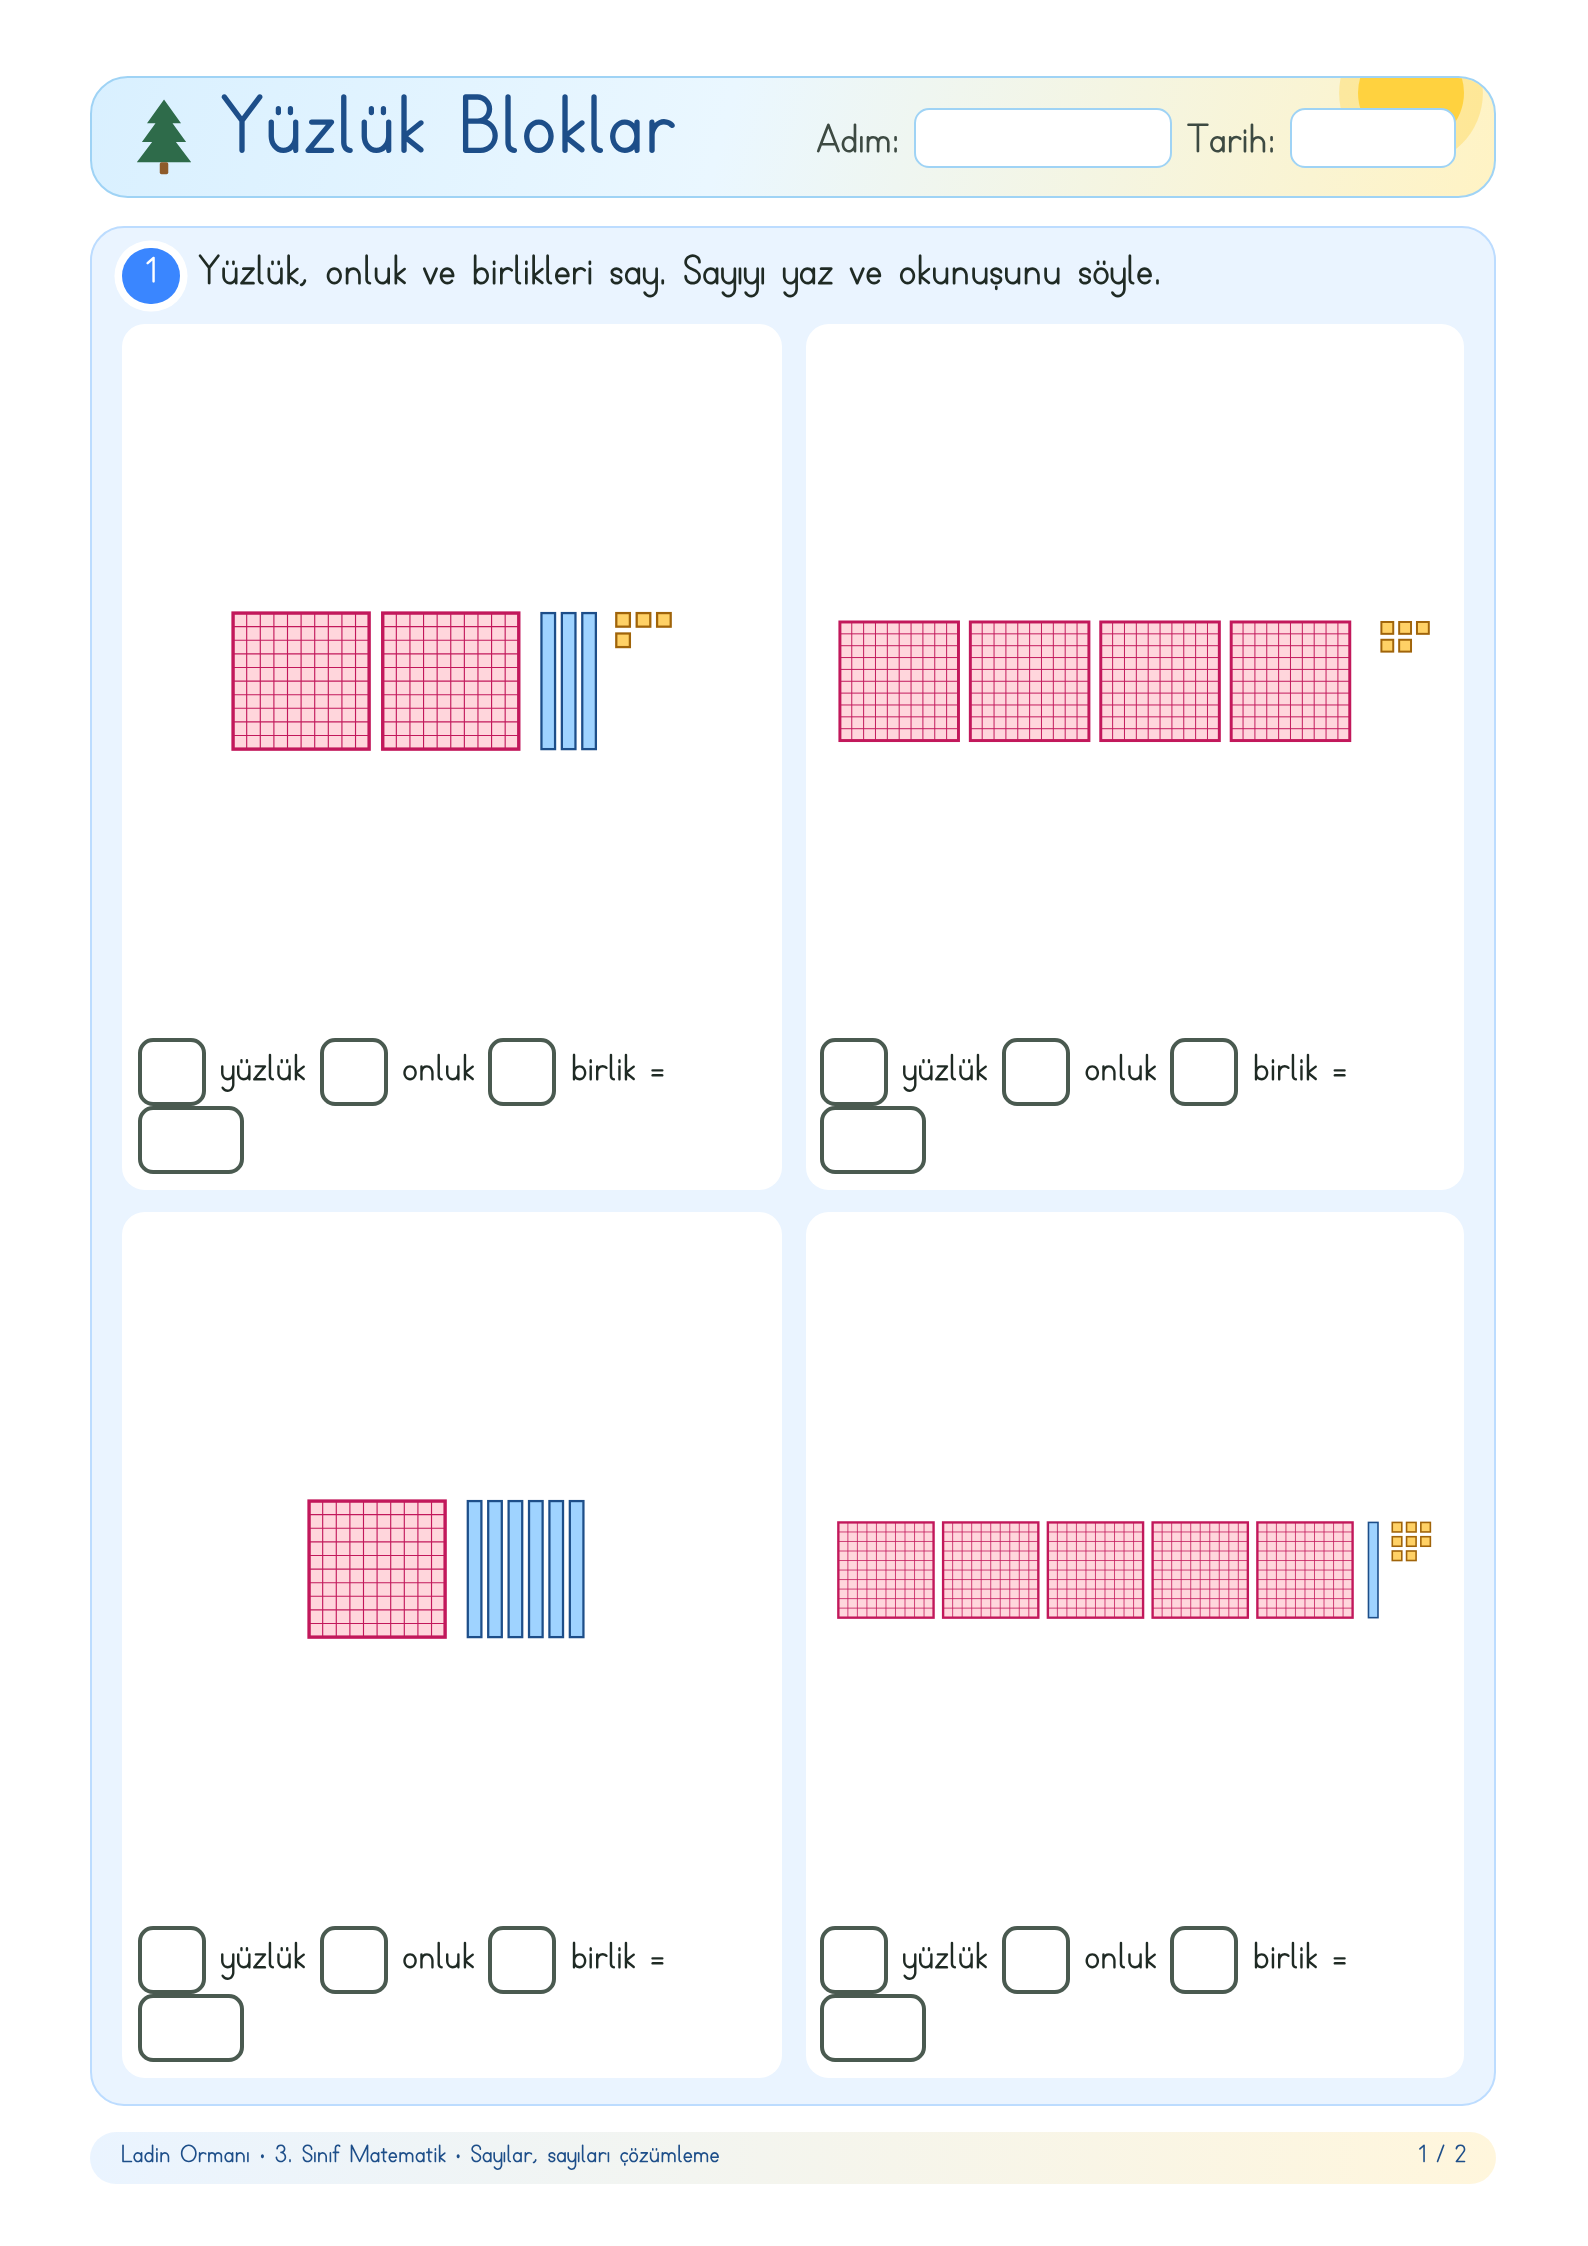 Yüzlük Bloklar
Adım:
Tarih:
1
Yüzlük, onluk ve birlikleri say. Sayıyı yaz ve okunuşunu söyle.
yüzlük onluk birlik =
yüzlük onluk birlik =
yüzlük onluk birlik =
yüzlük onluk birlik =
Ladin Ormanı • 3. Sınıf Matematik • Sayılar, sayıları çözümleme
1 / 2